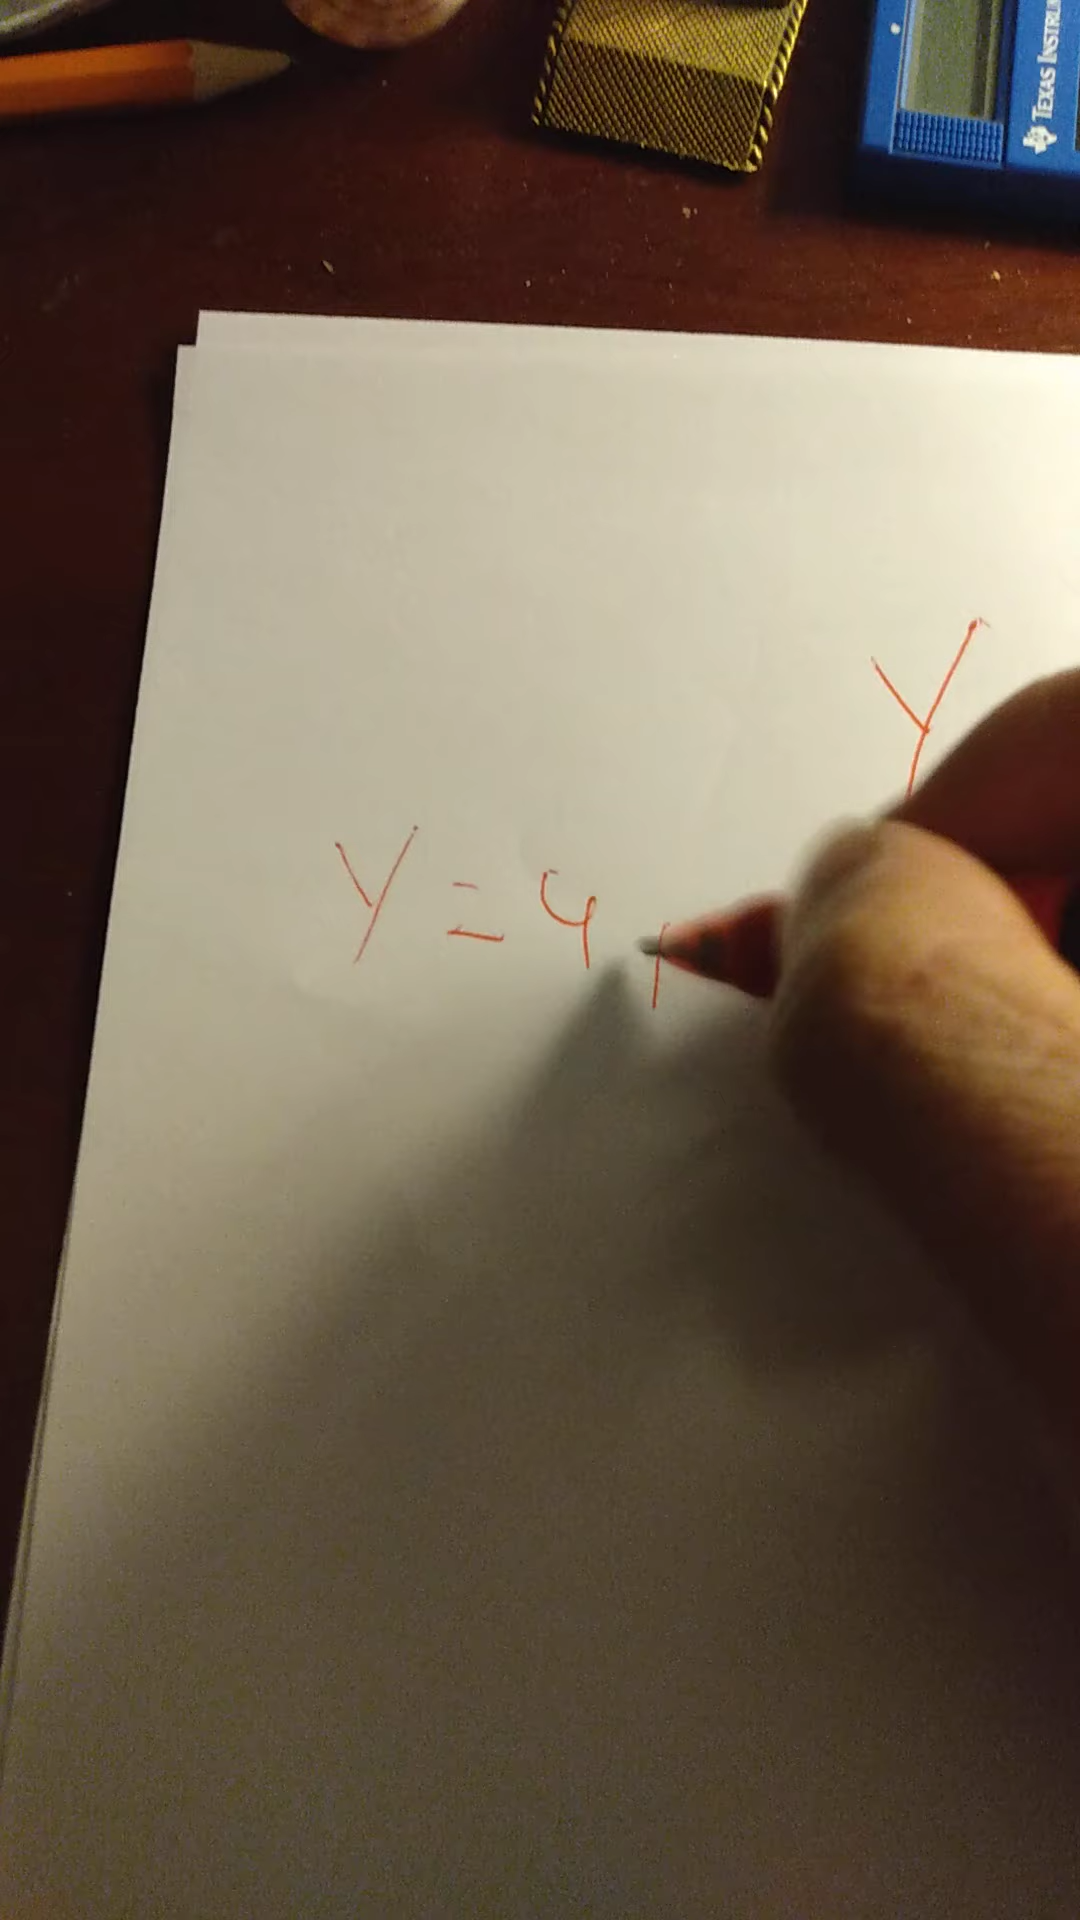 TEXAS INSTRU
Y
Y = 4